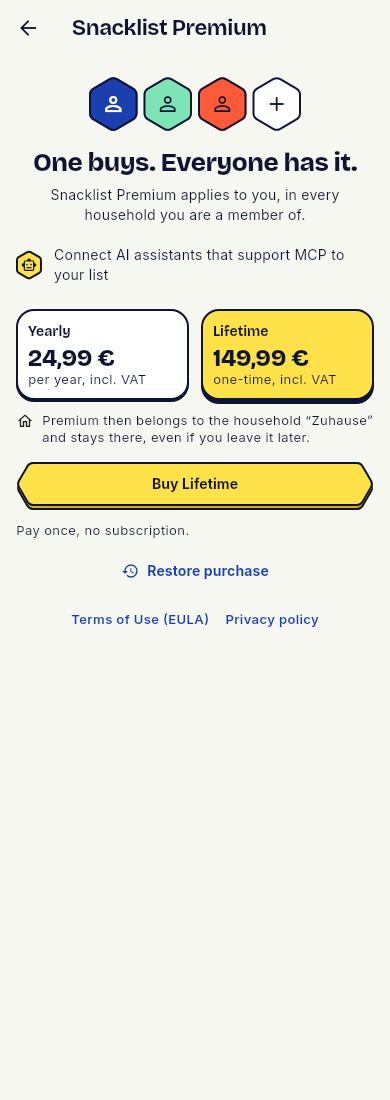 Snacklist Premium
One buys. Everyone has it.
Snacklist Premium applies to you, in every
household you are a member of.
Connect AI assistants that support MCP to
your list
Yearly
24,99 €
per year, incl. VAT
Lifetime
149,99 €
one-time, incl. VAT
Premium then belongs to the household “Zuhause”
and stays there, even if you leave it later.
Buy Lifetime
Pay once, no subscription.
Restore purchase
Terms of Use (EULA) Privacy policy